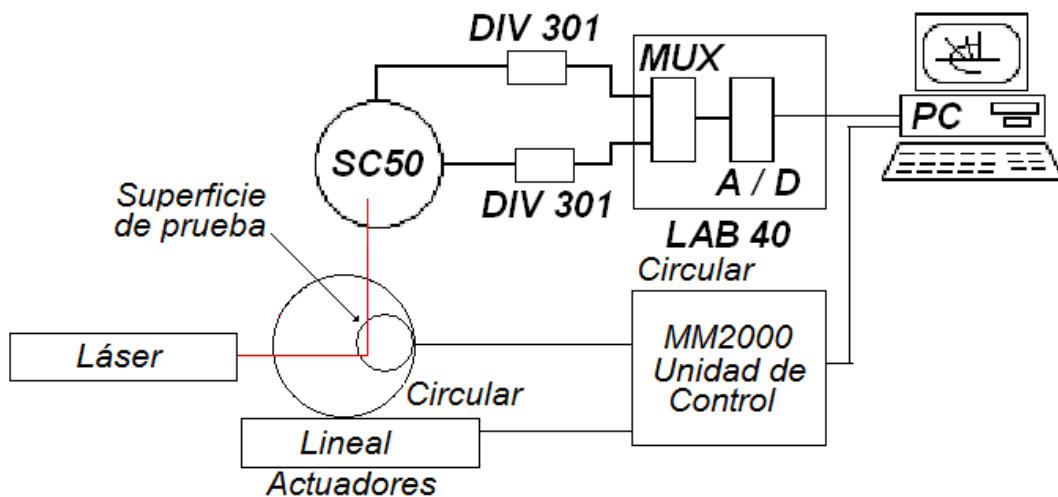 DIV 301
MUX
SC50
PC
A / D
DIV 301
LAB 40
Superficie
de prueba
Circular
Láser
MM2000
Unidad de
Control
Circular
Lineal
Actuadores